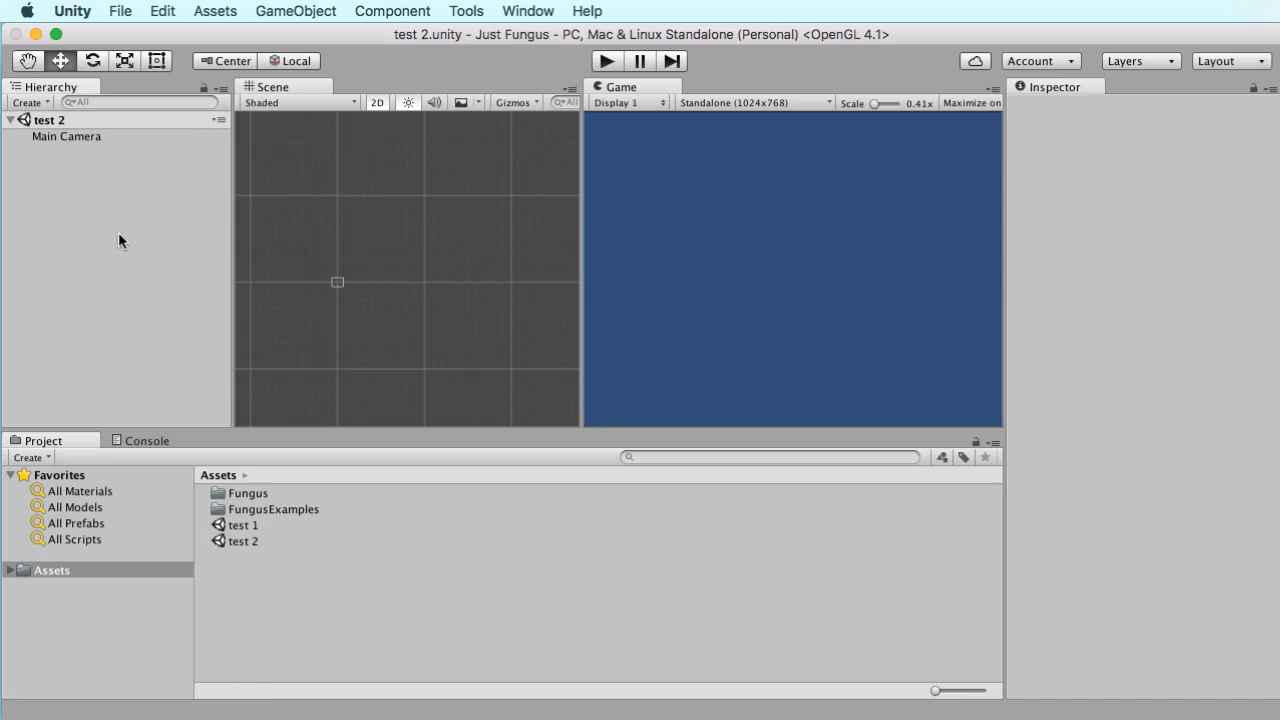 Unity File Edit Assets GameObject Component Tools Window Help
test 2.unity - Just Fungus - PC, Mac & Linux Standalone (Personal) <OpenGL 4.1>
Center Local Account Layers Layout
Hierarchy Scene Game Inspector
Create All Shaded 2D Gizmos All Display 1 Standalone (1024x768) Scale 0.41x Maximize on
test 2
Main Camera
Project Console
Create
Favorites
All Materials
All Models
All Prefabs
All Scripts
Assets
Assets
Fungus
FungusExamples
test 1
test 2